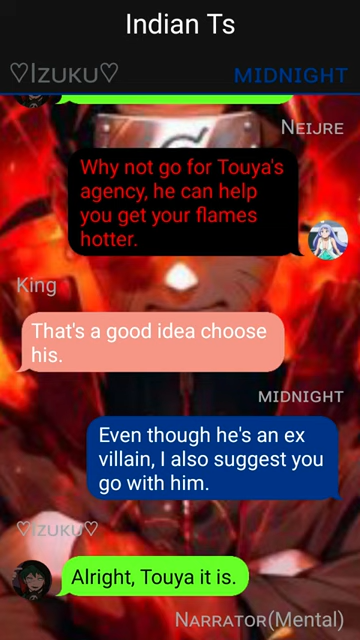 Indian Ts
♡Izuku♡
MIDNIGHT
Neijre
Why not go for Touya's
agency, he can help
you get your flames
hotter.
King
That's a good idea choose
his.
MIDNIGHT
Even though he's an ex
villain, I also suggest you
go with him.
♡Izuku♡
Alright, Touya it is.
Narrator(Mental)